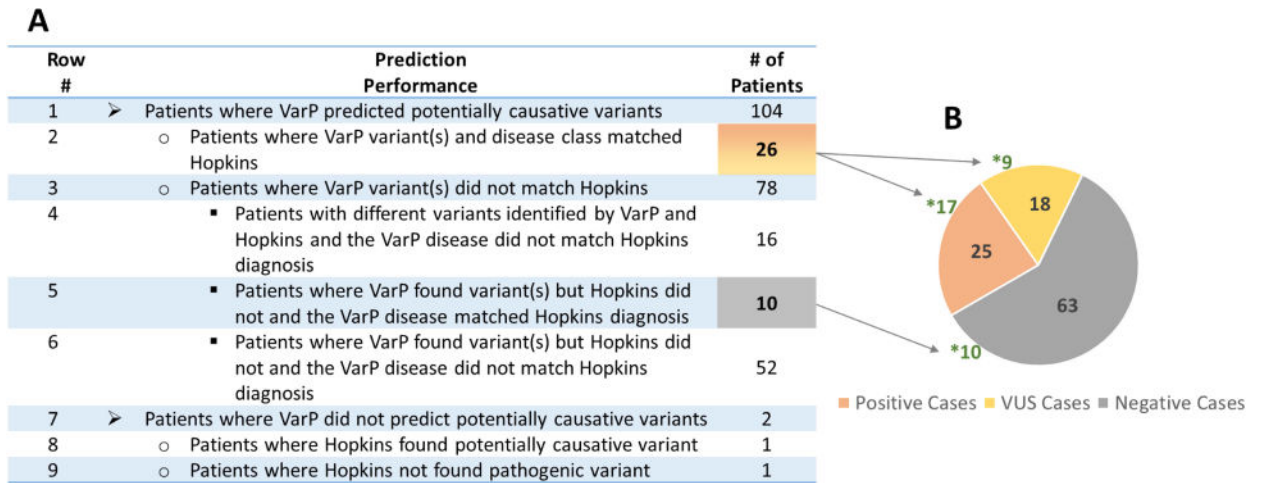 A
Row # Prediction Performance # of Patients
1 ➢ Patients where VarP predicted potentially causative variants 104
2 ○ Patients where VarP variant(s) and disease class matched
Hopkins 26
3 ○ Patients where VarP variant(s) did not match Hopkins 78
4 ▪ Patients with different variants identified by VarP and
Hopkins and the VarP disease did not match Hopkins
diagnosis 16
5 ▪ Patients where VarP found variant(s) but Hopkins did
not and the VarP disease matched Hopkins diagnosis 10
6 ▪ Patients where VarP found variant(s) but Hopkins did
not and the VarP disease did not match Hopkins
diagnosis 52
7 ➢ Patients where VarP did not predict potentially causative variants 2
8 ○ Patients where Hopkins found potentially causative variant 1
9 ○ Patients where Hopkins not found pathogenic variant 1
B
*9
*17
18
25
63
*10
Positive Cases VUS Cases Negative Cases